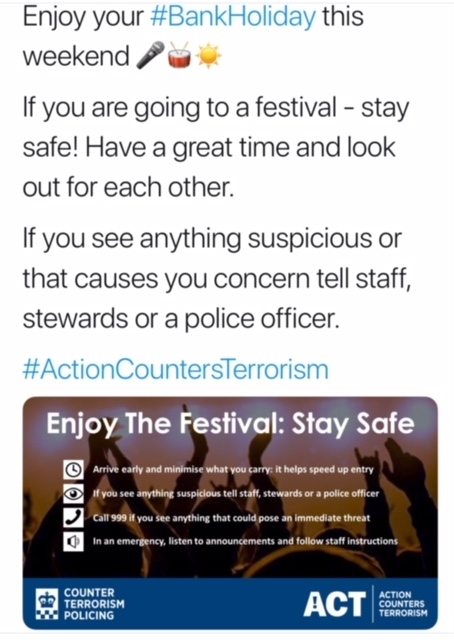 Enjoy your #BankHoliday this
weekend 🎤🥁☀️
If you are going to a festival - stay
safe! Have a great time and look
out for each other.
If you see anything suspicious or
that causes you concern tell staff,
stewards or a police officer.
#ActionCountersTerrorism
Enjoy The Festival: Stay Safe
Arrive early and minimise what you carry: it helps speed up entry
If you see anything suspicious tell staff, stewards or a police officer
Call 999 if you see anything that could pose an immediate threat
In an emergency, listen to announcements and follow staff instructions
COUNTER
TERRORISM
POLICING
ACT
ACTION
COUNTERS
TERRORISM